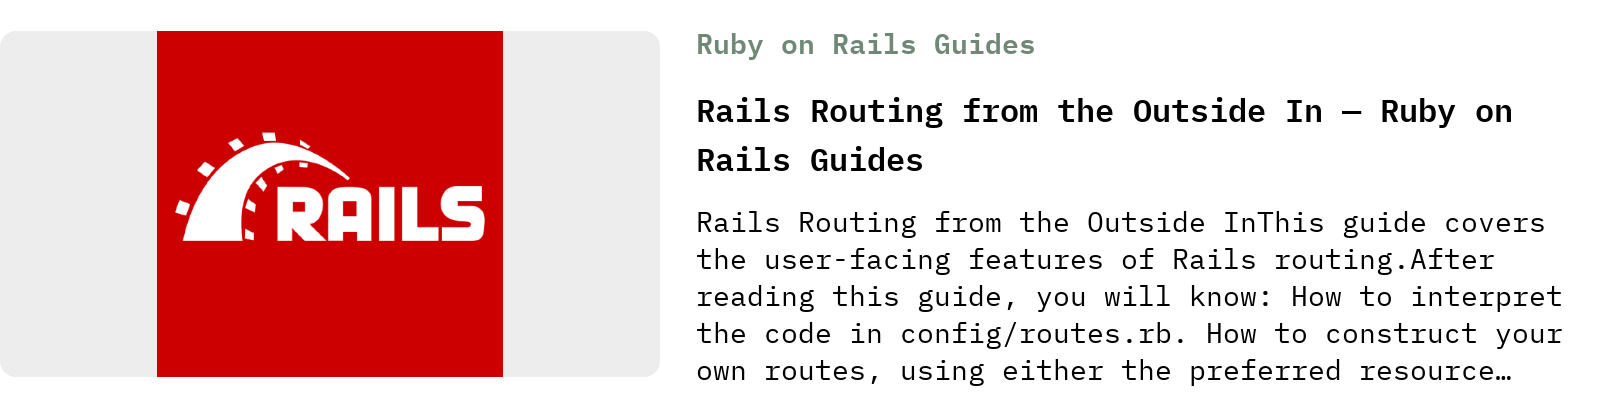 RAILS
Ruby on Rails Guides
Rails Routing from the Outside In — Ruby on
Rails Guides
Rails Routing from the Outside InThis guide covers
the user-facing features of Rails routing.After
reading this guide, you will know: How to interpret
the code in config/routes.rb. How to construct your
own routes, using either the preferred resource…